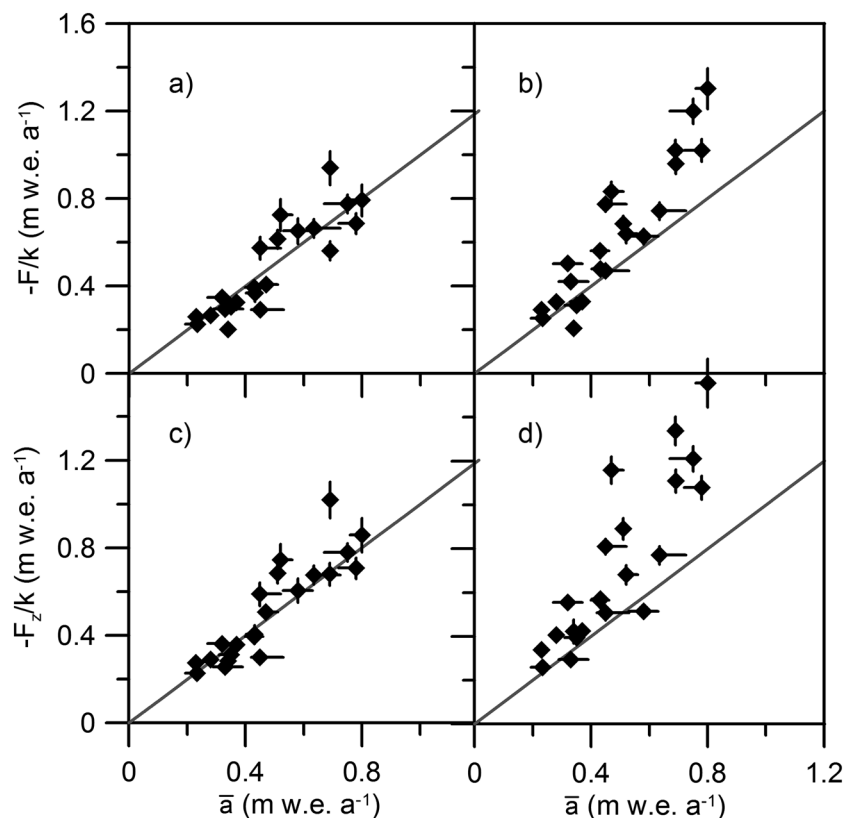 1.6
1.2
0.8
0.4
0
-F/k (m w.e. a⁻¹)
a)
b)
1.2
0.8
0.4
0
-F_z/k (m w.e. a⁻¹)
c)
d)
0 0.4 0.8 0 0.4 0.8 1.2
a̅ (m w.e. a⁻¹) a̅ (m w.e. a⁻¹)